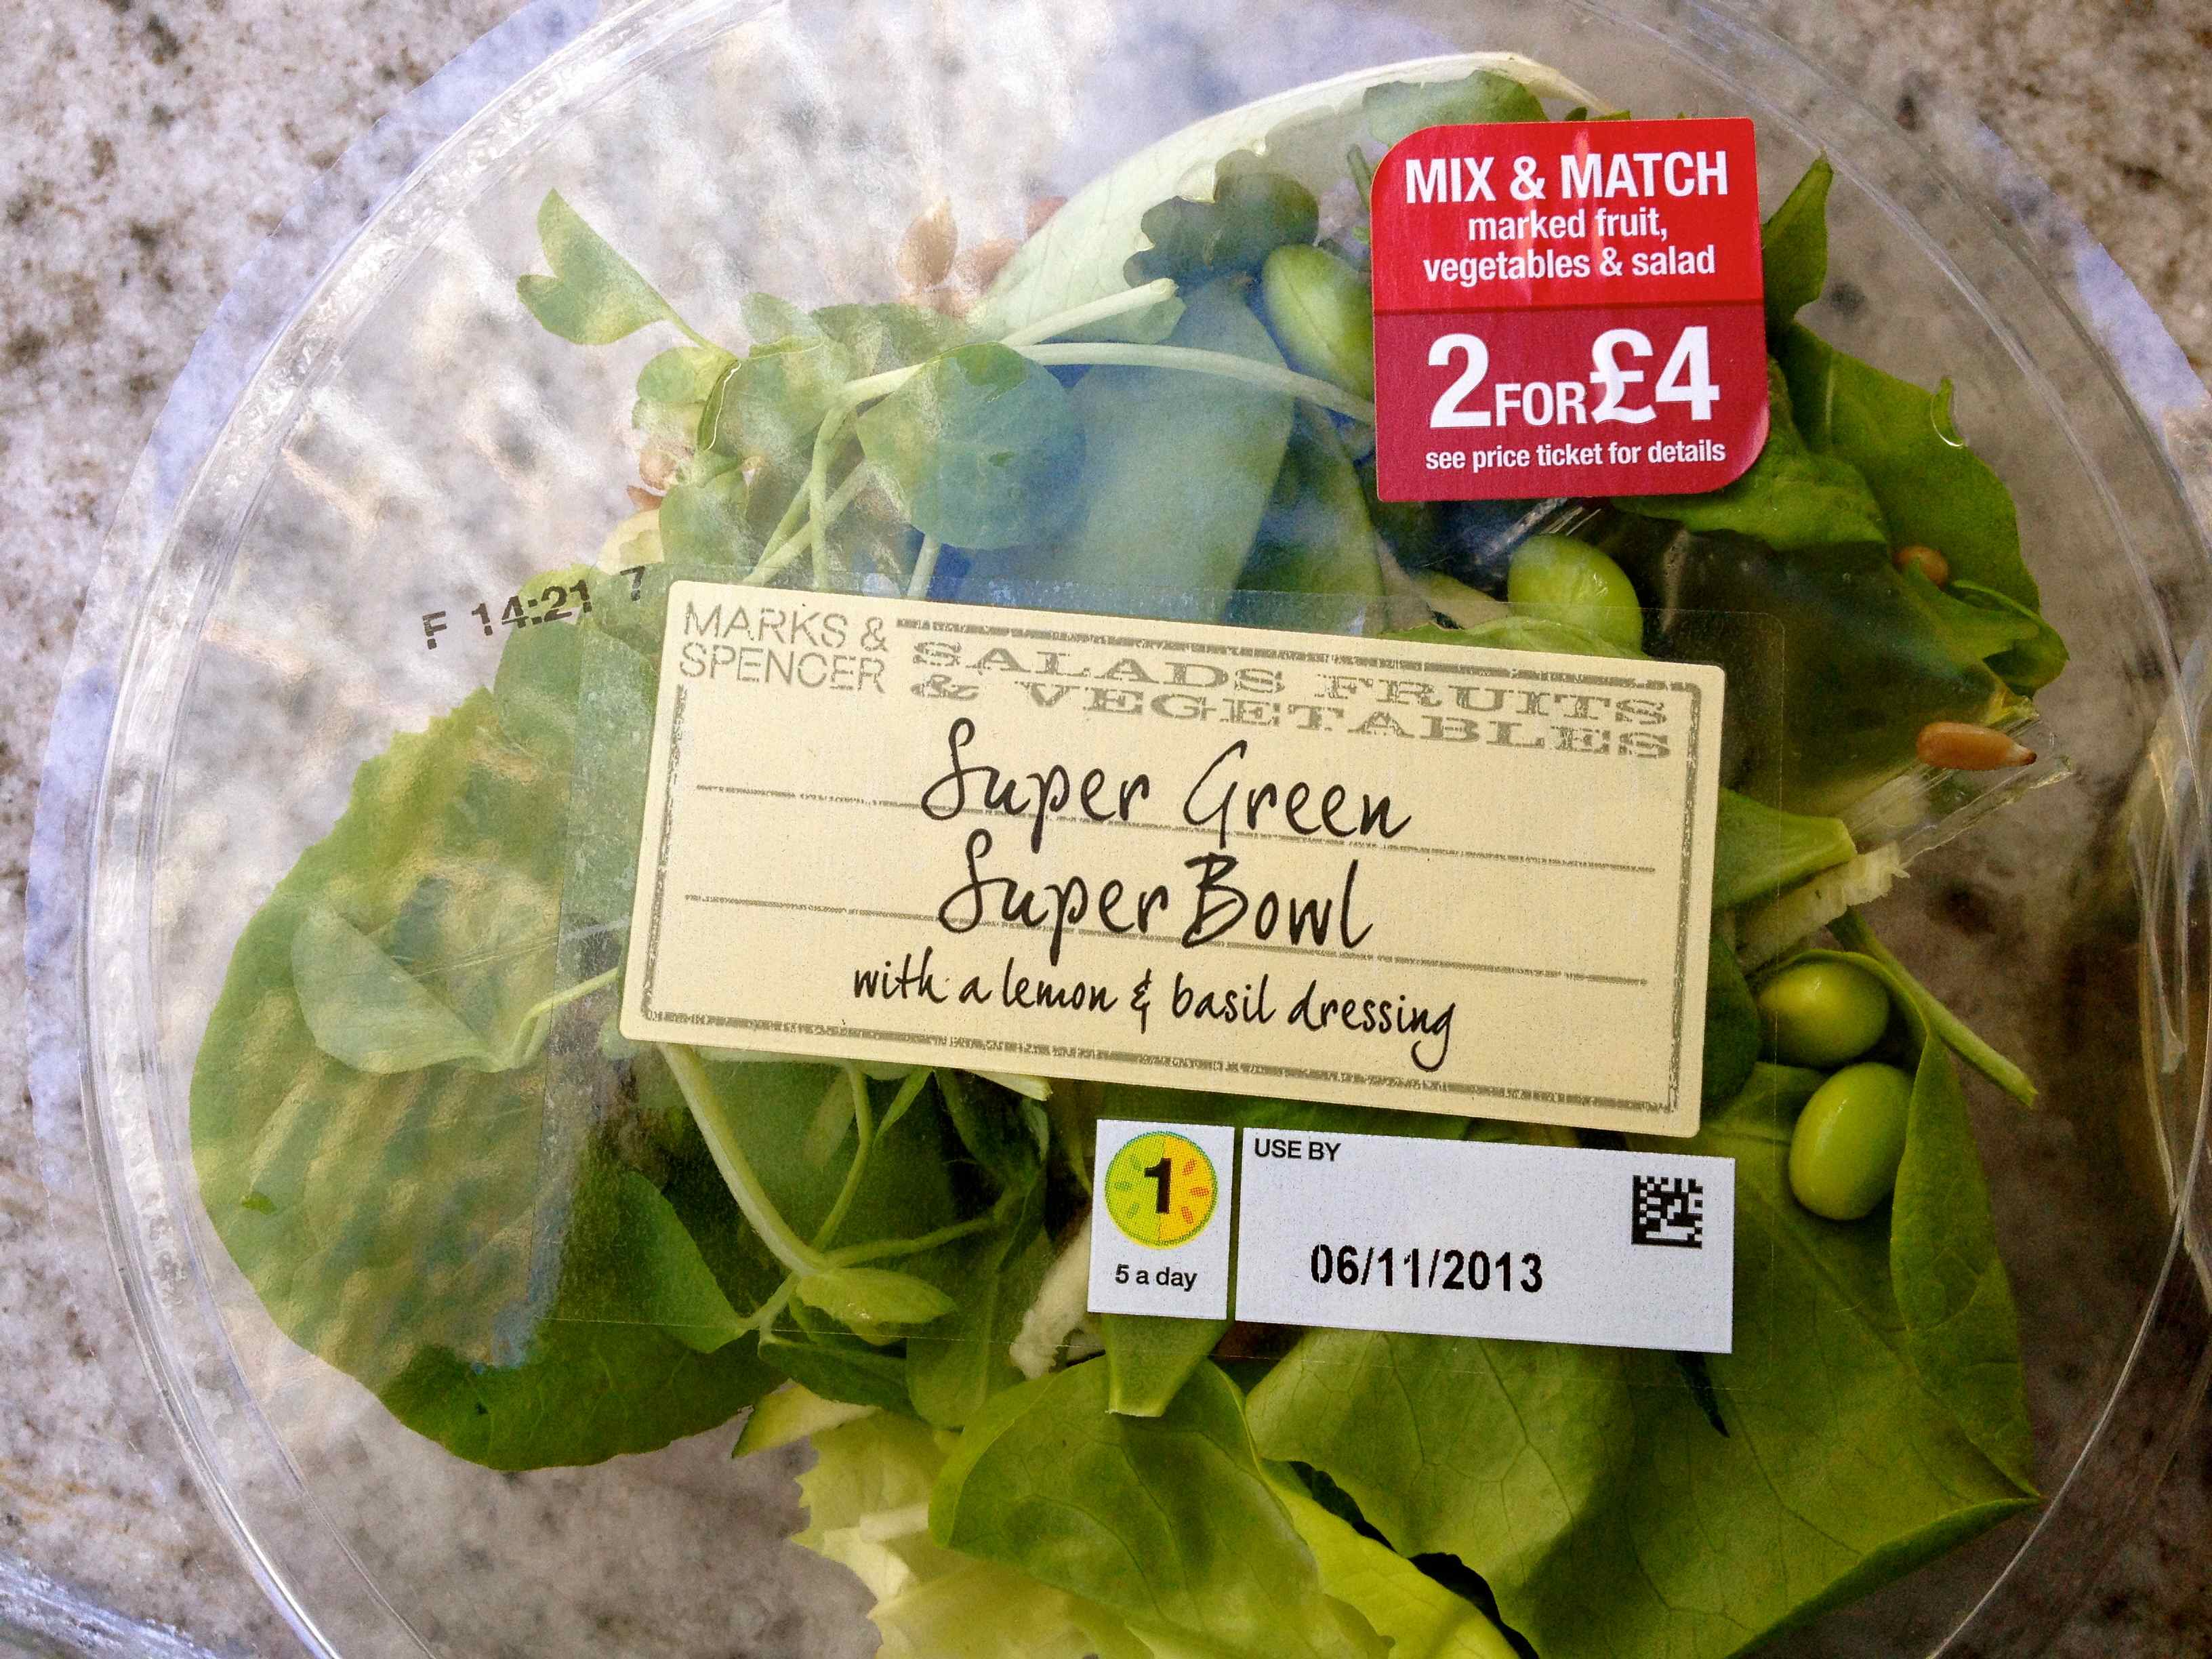 MIX & MATCH
marked fruit,
vegetables & salad
2 FOR £4
see price ticket for details
F 14:21 7
MARKS &
SPENCER
SALADS FRUITS
& VEGETABLES
Super Green
Super Bowl
with a lemon & basil dressing
1
5 a day
USE BY
06/11/2013